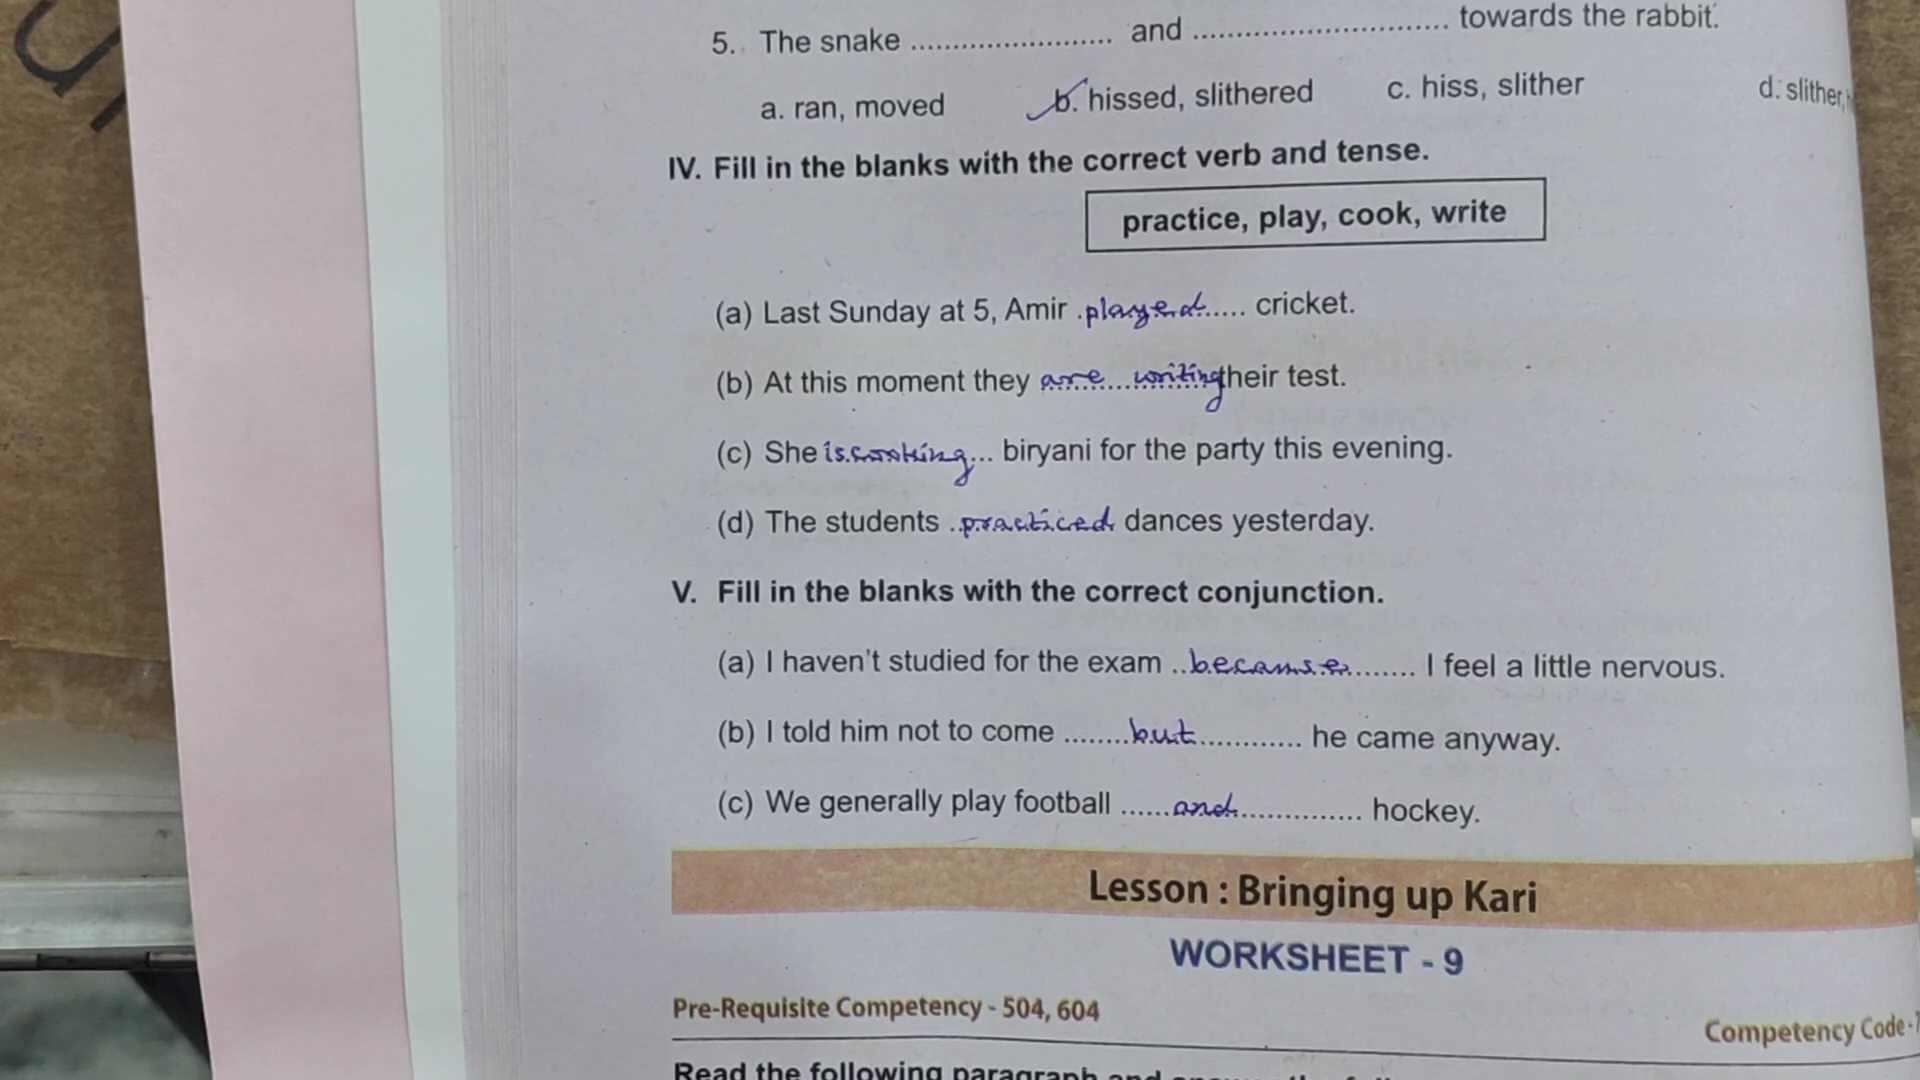 5. The snake ........................ and ............................... towards the rabbit.
a. ran, moved b. hissed, slithered c. hiss, slither d. slither,
IV. Fill in the blanks with the correct verb and tense.
practice, play, cook, write
(a) Last Sunday at 5, Amir .played..... cricket.
(b) At this moment they are writing their test.
(c) She is cooking... biryani for the party this evening.
(d) The students ..practiced dances yesterday.
V. Fill in the blanks with the correct conjunction.
(a) I haven't studied for the exam ..because........ I feel a little nervous.
(b) I told him not to come ........but............. he came anyway.
(c) We generally play football ......and............... hockey.
Lesson : Bringing up Kari
WORKSHEET - 9
Pre-Requisite Competency - 504, 604
Competency Code -
Read the following paragraph and